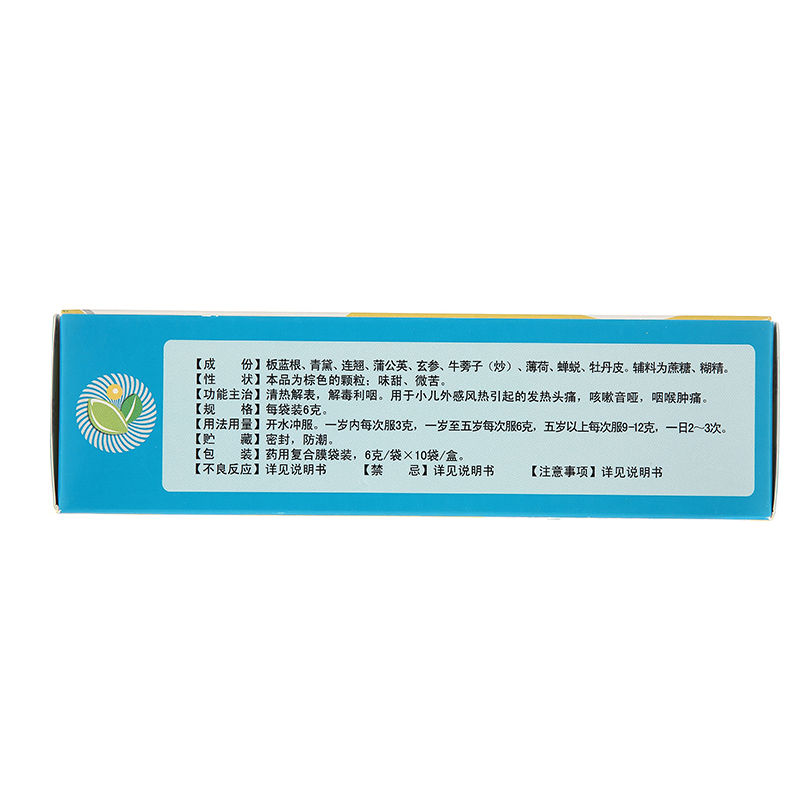 【成　份】板蓝根、青黛、连翘、蒲公英、玄参、牛蒡子（炒）、薄荷、蝉蜕、牡丹皮。辅料为蔗糖、糊精。
【性　状】本品为棕色的颗粒；味甜、微苦。
【功能主治】清热解表，解毒利咽。用于小儿外感风热引起的发热头痛，咳嗽音哑，咽喉肿痛。
【规　格】每袋装6克。
【用法用量】开水冲服。一岁内每次服3克，一岁至五岁每次服6克，五岁以上每次服9-12克，一日2～3次。
【贮　藏】密封，防潮。
【包　装】药用复合膜袋装，6克/袋×10袋/盒。
【不良反应】详见说明书　【禁　忌】详见说明书　【注意事项】详见说明书